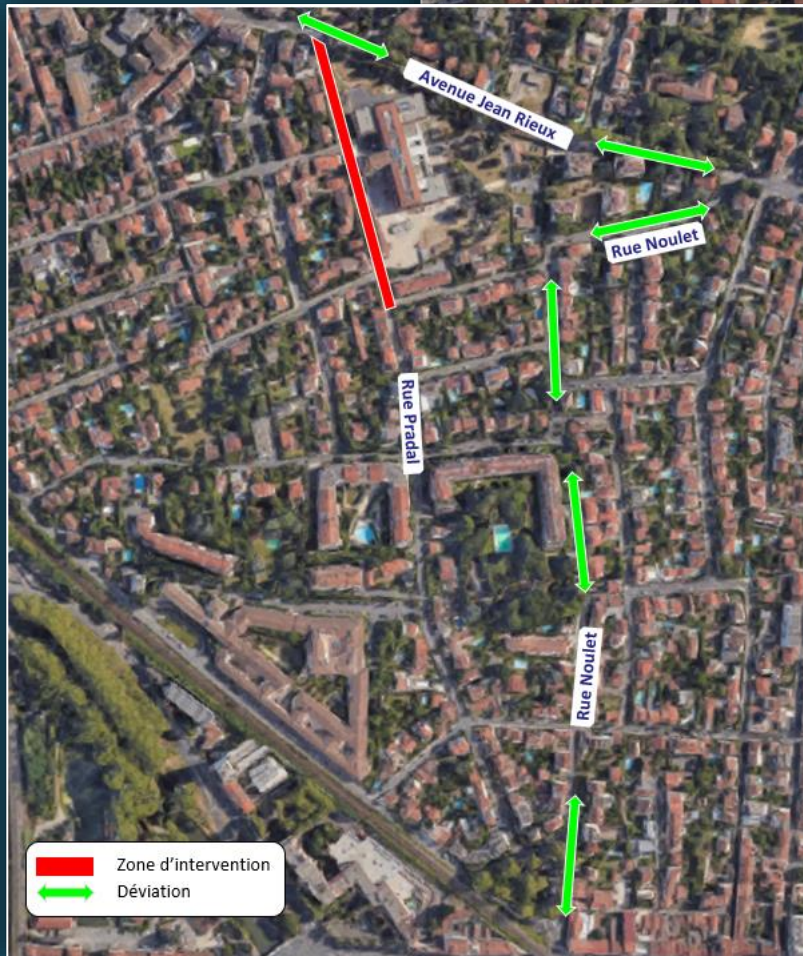 Avenue Jean Rieux
Rue Noulet
Rue Pradal
Rue Noulet
Zone d'intervention
Déviation